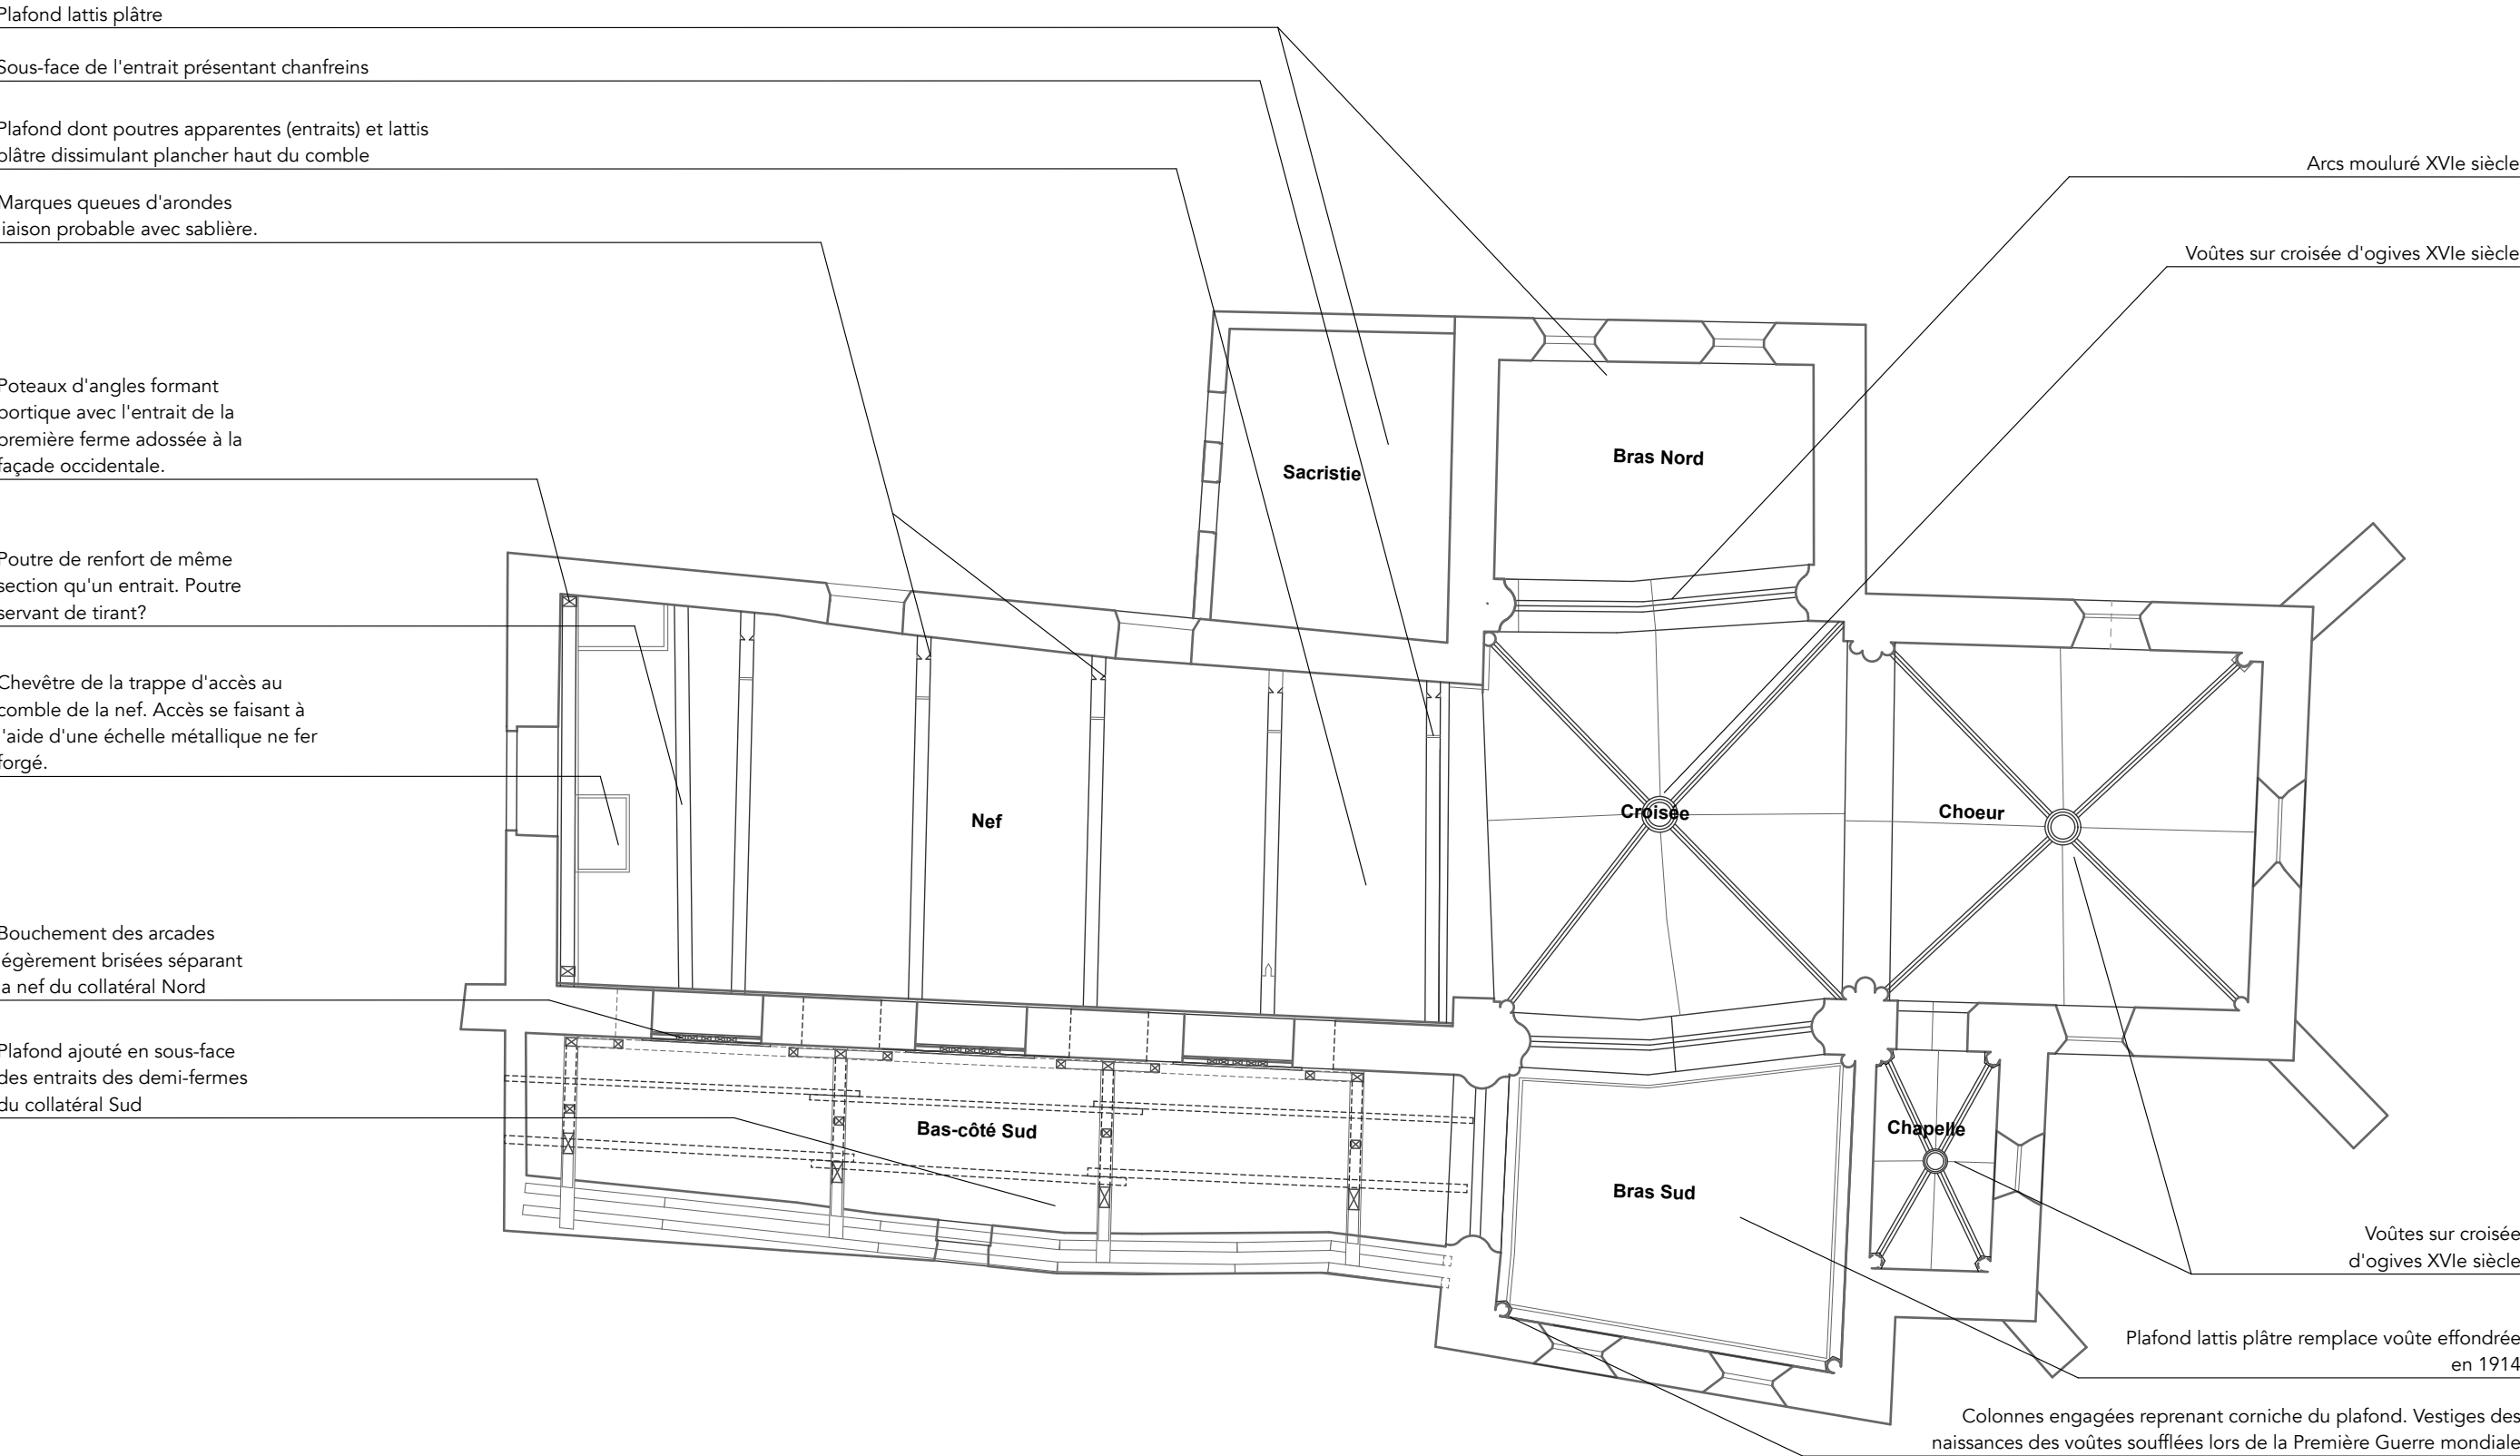 Plafond lattis plâtre
Sous-face de l'entrait présentant chanfreins
Plafond dont poutres apparentes (entraits) et lattis
plâtre dissimulant plancher haut du comble
Marques queues d'arondes
liaison probable avec sablière.
Poteaux d'angles formant
portique avec l'entrait de la
première ferme adossée à la
façade occidentale.
Poutre de renfort de même
section qu'un entrait. Poutre
servant de tirant?
Chevêtre de la trappe d'accès au
comble de la nef. Accès se faisant à
l'aide d'une échelle métallique ne fer
forgé.
Bouchement des arcades
légèrement brisées séparant
la nef du collatéral Nord
Plafond ajouté en sous-face
des entraits des demi-fermes
du collatéral Sud
Arcs mouluré XVIe siècle
Voûtes sur croisée d'ogives XVIe siècle
Sacristie
Bras Nord
Nef
Croisée
Choeur
Bas-côté Sud
Bras Sud
Chapelle
Voûtes sur croisée
d'ogives XVIe siècle
Plafond lattis plâtre remplace voûte effondrée
en 1914
Colonnes engagées reprenant corniche du plafond. Vestiges des
naissances des voûtes soufflées lors de la Première Guerre mondiale